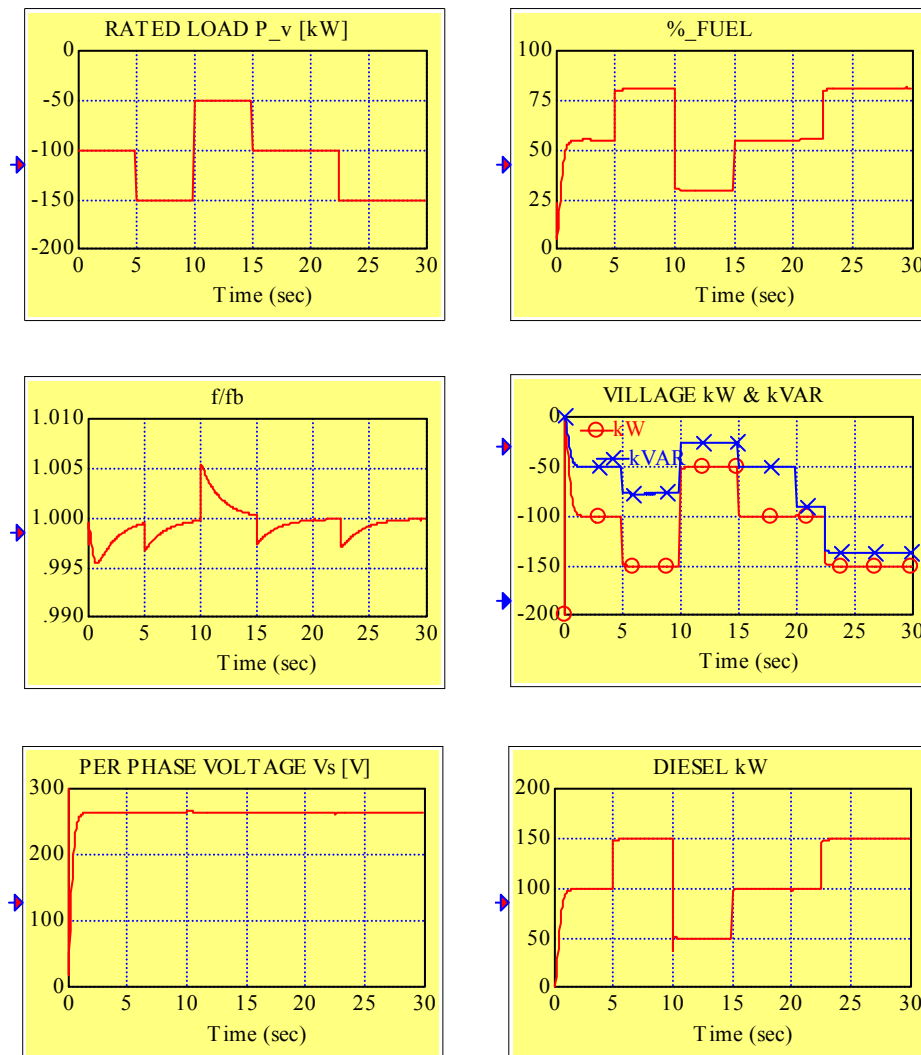 RATED LOAD P_v [kW]
0
-50
-100
-150
-200
0 5 10 15 20 25 30
Time (sec)
%_FUEL
100
75
50
25
0
0 5 10 15 20 25 30
Time (sec)
f/fb
1.010
1.005
1.000
.995
.990
0 5 10 15 20 25 30
Time (sec)
VILLAGE kW & kVAR
kW
kVAR
0
-50
-100
-150
-200
0 5 10 15 20 25 30
Time (sec)
PER PHASE VOLTAGE Vs [V]
300
200
100
0
0 5 10 15 20 25 30
Time (sec)
DIESEL kW
200
150
100
50
0
0 5 10 15 20 25 30
Time (sec)